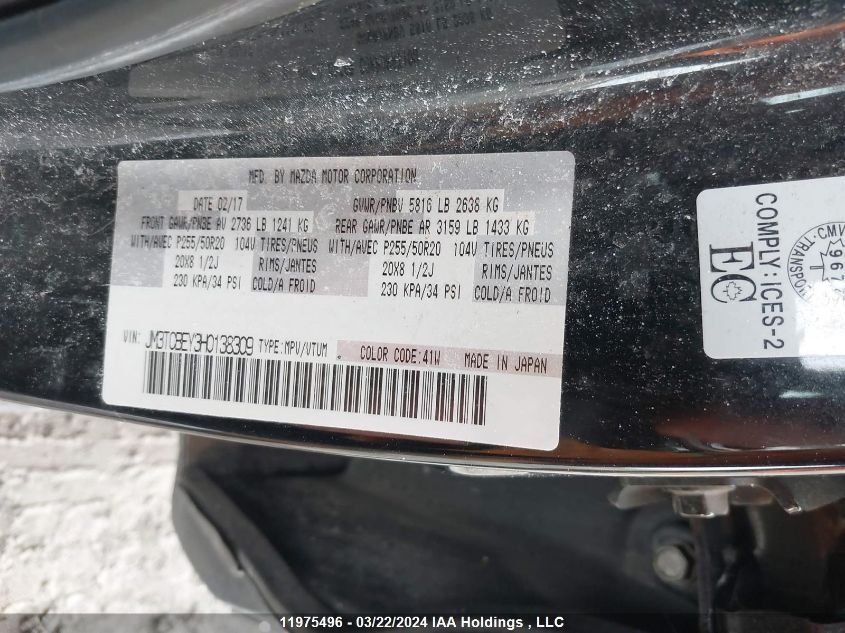 MFD. BY MAZDA MOTOR CORPORATION
DATE 02/17
GVWR/PNBV 5816 LB 2638 KG
FRONT GAWR/PNBE AV 2736 LB 1241 KG
REAR GAWR/PNBE AR 3159 LB 1433 KG
WITH/AVEC P255/50R20 104V TIRES/PNEUS
WITH/AVEC P255/50R20 104V TIRES/PNEUS
20X8 1/2J RIMS/JANTES
20X8 1/2J RIMS/JANTES
230 KPA/34 PSI COLD/A FROID
230 KPA/34 PSI COLD/A FROID
VIN: JM3TCBEY3H0138309 TYPE:MPV/VTUM
COLOR CODE:41W MADE IN JAPAN
EC
COMPLY: ICES-2
11975496 - 03/22/2024 IAA Holdings , LLC